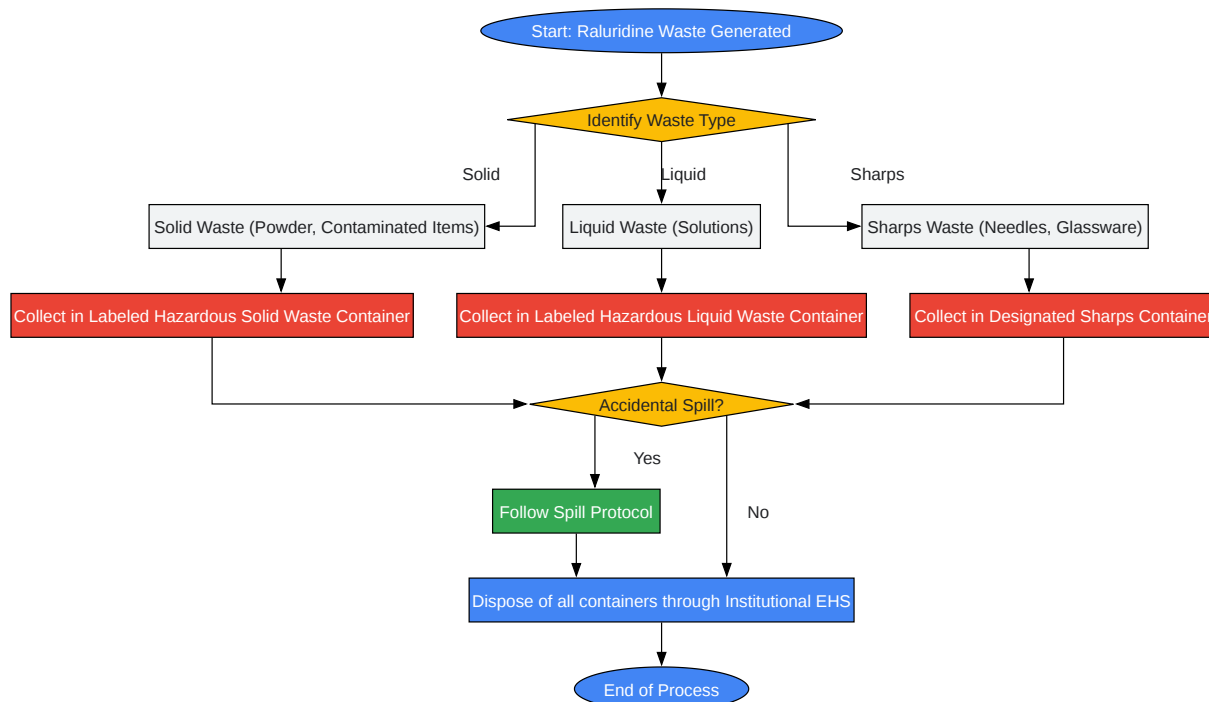 Start: Raluridine Waste Generated
Identify Waste Type
Solid
Liquid
Sharps
Solid Waste (Powder, Contaminated Items)
Liquid Waste (Solutions)
Sharps Waste (Needles, Glassware)
Collect in Labeled Hazardous Solid Waste Container
Collect in Labeled Hazardous Liquid Waste Container
Collect in Designated Sharps Container
Accidental Spill?
Yes
Follow Spill Protocol
No
Dispose of all containers through Institutional EHS
End of Process